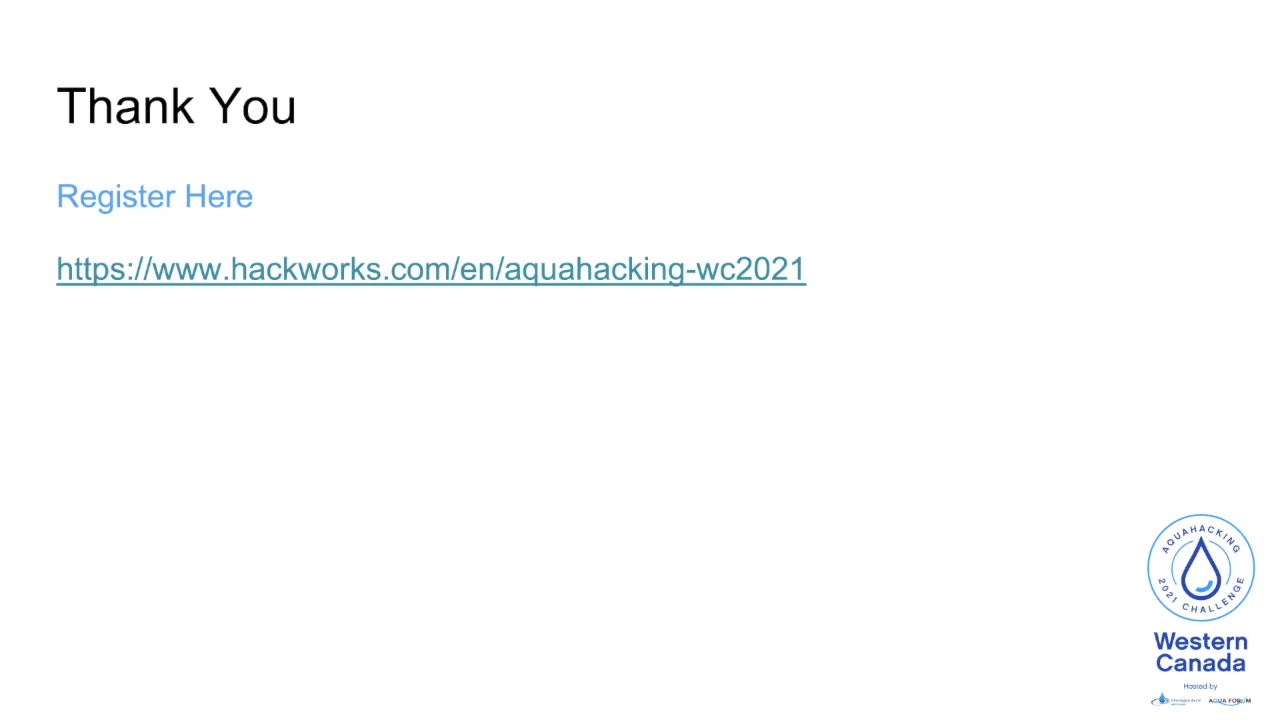 Thank You
Register Here
https://www.hackworks.com/en/aquahacking-wc2021
AQUAHACKING
2021 CHALLENGE
Western
Canada
Hosted by
AQUA FORUM